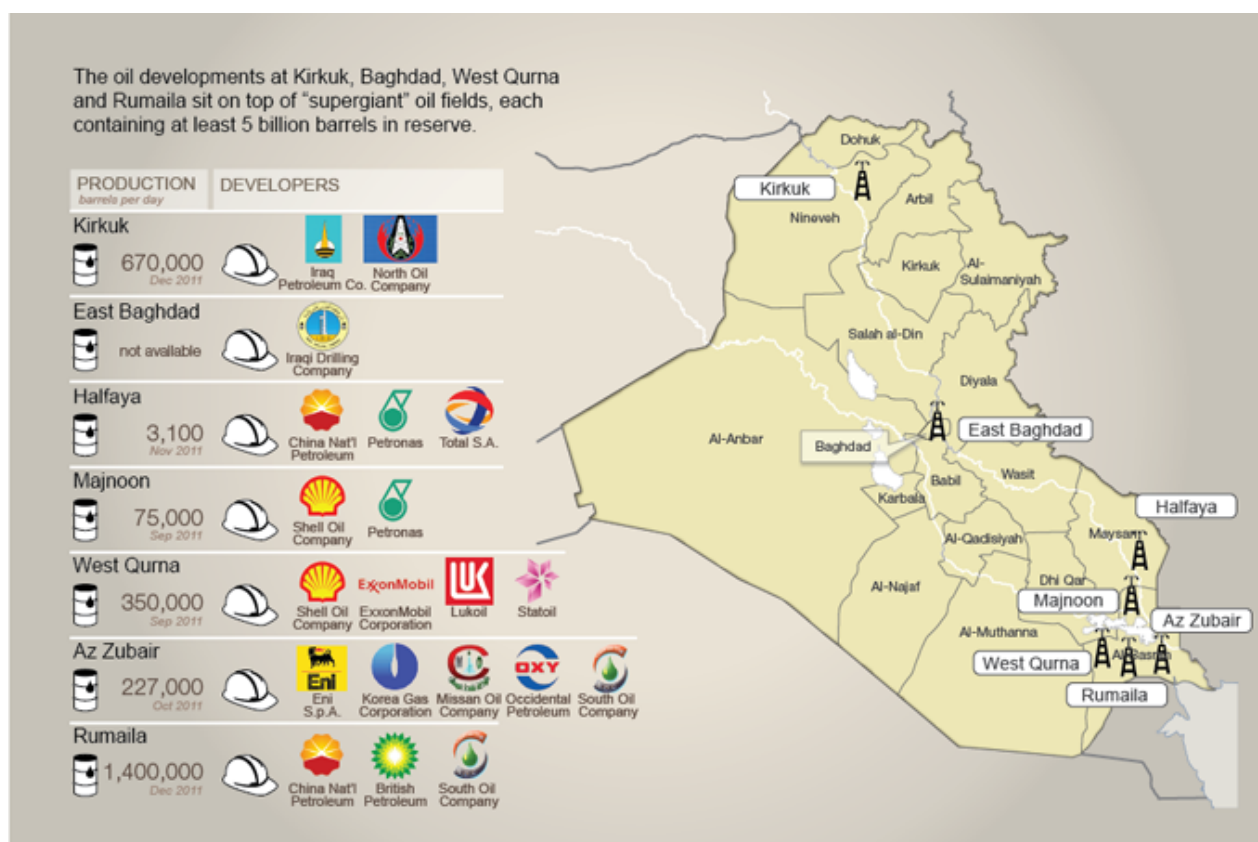 The oil developments at Kirkuk, Baghdad, West Qurna
and Rumaila sit on top of “supergiant” oil fields, each
containing at least 5 billion barrels in reserve.
PRODUCTION
barrels per day
DEVELOPERS
Kirkuk
670,000
Dec 2011
Iraq
Petroleum Co.
North Oil
Company
East Baghdad
not available
Iraqi Drilling
Company
Halfaya
3,100
Nov 2011
China Nat'l
Petroleum
Petronas
Total S.A.
Majnoon
75,000
Sep 2011
Shell Oil
Company
Petronas
West Qurna
350,000
Sep 2011
Shell Oil
Company
ExxonMobil
ExxonMobil
Corporation
LUK
Lukoil
Statoil
Az Zubair
227,000
Oct 2011
Eni
Eni
S.p.A.
Korea Gas
Corporation
Missan Oil
Company
OXY
Occidental
Petroleum
South Oil
Company
Rumaila
1,400,000
Dec 2011
China Nat'l
Petroleum
British
Petroleum
South Oil
Company
Dohuk
Kirkuk
Nineveh
Arbil
Kirkuk
Al-
Sulaimaniyah
Salah al-Din
Diyala
Al-Anbar
Baghdad
East Baghdad
Wasit
Babil
Karbala
Halfaya
Maysan
Al-Qadisiyah
Al-Najaf
Dhi Qar
Majnoon
Az Zubair
Al-Muthanna
West Qurna
Rumaila